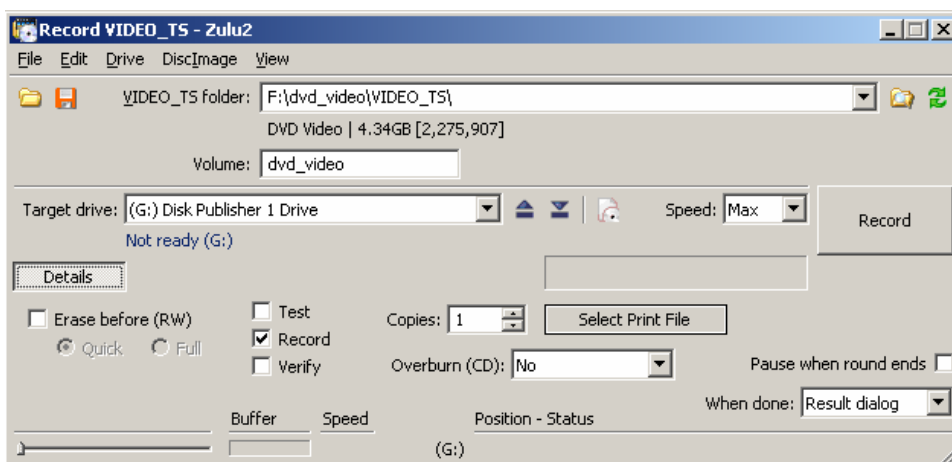 Record VIDEO_TS - Zulu2
File Edit Drive DiscImage View
VIDEO_TS folder: F:\dvd_video\VIDEO_TS\
DVD Video | 4.34GB [2,275,907]
Volume: dvd_video
Target drive: (G:) Disk Publisher 1 Drive Speed: Max Record
Not ready (G:)
Details
Erase before (RW) Test Copies: 1 Select Print File
Quick Full Record
Verify Overburn (CD): No Pause when round ends
When done: Result dialog
Buffer Speed Position - Status
(G:)